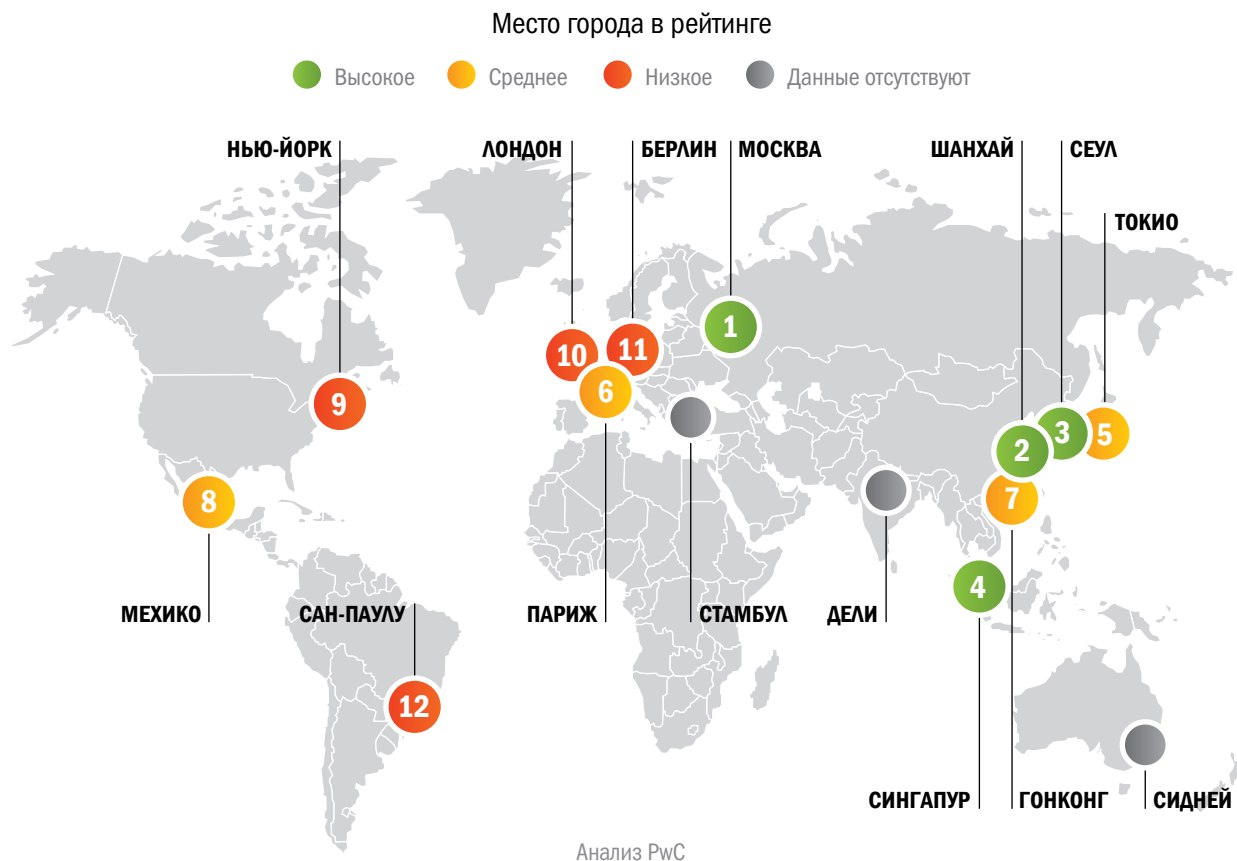 Место города в рейтинге
Высокое Среднее Низкое Данные отсутствуют
НЬЮ-ЙОРК ЛОНДОН БЕРЛИН МОСКВА ШАНХАЙ СЕУЛ
ТОКИО
1
10 11
6
9
2 3 5
8
7
4
МЕХИКО САН-ПАУЛУ ПАРИЖ СТАМБУЛ ДЕЛИ
12
СИНГАПУР ГОНКОНГ СИДНЕЙ
Анализ PwC